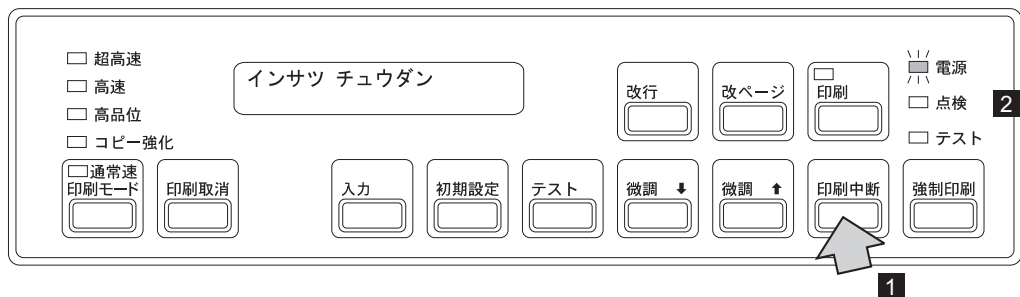 超高速
高速
高品位
コピー強化
通常速
印刷モード
印刷取消
インサツ チュウダン
入力
初期設定
テスト
改行
改ページ
印刷
微調 ⬇
微調 ⬆
印刷中断
強制印刷
電源
点検
テスト
2
1